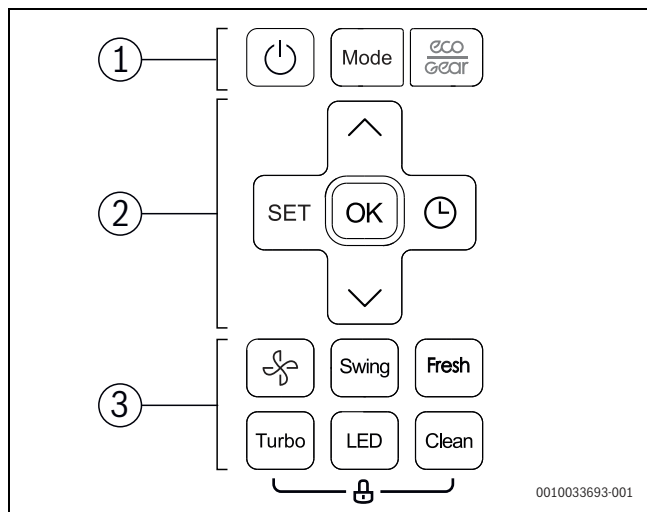 1
Mode
eco
Gear
2
SET
OK
3
Swing
Fresh
Turbo
LED
Clean
0010033693-001